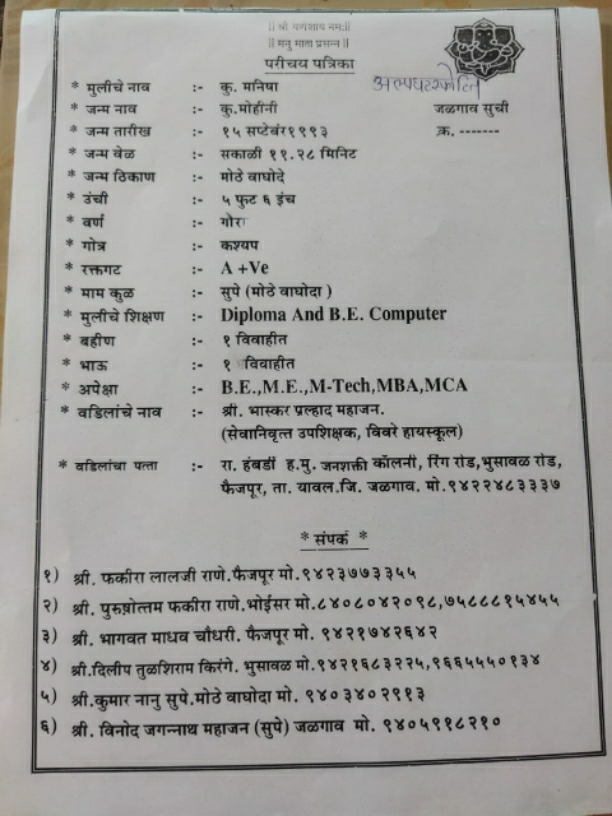 || श्री गणेशाय नम: ||
|| मनु माता प्रसन्न ||
परीचय पत्रिका
* मुलीचे नाव :- कु. मनिषा
* जन्म नाव :- कु.मोहीनी जळगाव सुची
* जन्म तारीख :- १५ सप्टेंबर१९९३ क्र. -------
* जन्म वेळ :- सकाळी ११.२८ मिनिट
* जन्म ठिकाण :- मोठे वाघोदे
* उंची :- ५ फुट ६ इंच
* वर्ण :- गोरा
* गोत्र :- कश्यप
* रक्तगट :- A +Ve
* माम कुळ :- सुपे (मोठे वाघोदा )
* मुलीचे शिक्षण :- Diploma And B.E. Computer
* बहीण :- १ विवाहीत
* भाऊ :- १ विवाहीत
* अपेक्षा :- B.E.,M.E.,M-Tech,MBA,MCA
* वडिलांचे नाव :- श्री. भास्कर प्रल्हाद महाजन.
(सेवानिवृत्त उपशिक्षक, विवरे हायस्कूल)
* वडिलांचा पत्ता :- रा. हंबर्डी ह.मु. जनशक्ती कॉलनी, रिंग रोड,भुसावळ रोड,
फैजपूर, ता. यावल.जि. जळगाव. मो.९४२२४८३३३७
* संपर्क *
१) श्री. फकीरा लालजी राणे.फैजपूर मो.९४२३७७३३५५
२) श्री. पुरुषोत्तम फकीरा राणे.भोईसर मो.८४०८०४२०९८,७५८८८१५४५५
३) श्री. भागवत माधव चौधरी. फैजपूर मो. ९४२१७४२६४२
४) श्री.दिलीप तुळशिराम किरंगे. भुसावळ मो.९४२१६८३२२५,९६६५५५०१३४
५) श्री.कुमार नानु सुपे.मोठे वाघोदा मो. ९४०३४०२९१३
६) श्री. विनोद जगन्नाथ महाजन (सुपे) जळगाव मो. ९४०५९१८२१०